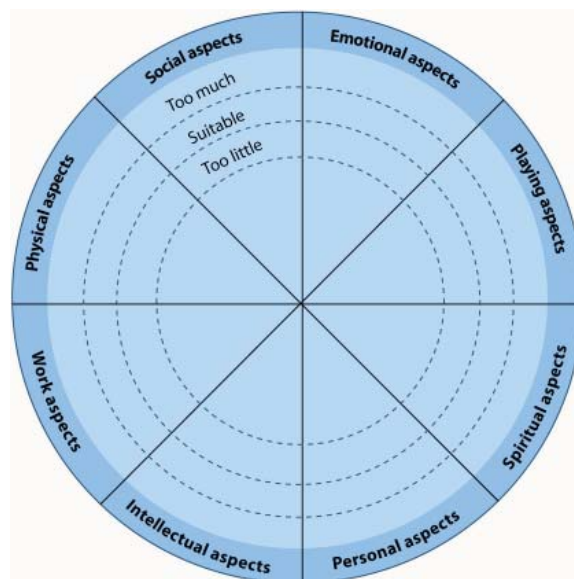 Social aspects
Emotional aspects
Too much
Suitable
Too little
Physical aspects
Playing aspects
Work aspects
Spiritual aspects
Intellectual aspects
Personal aspects